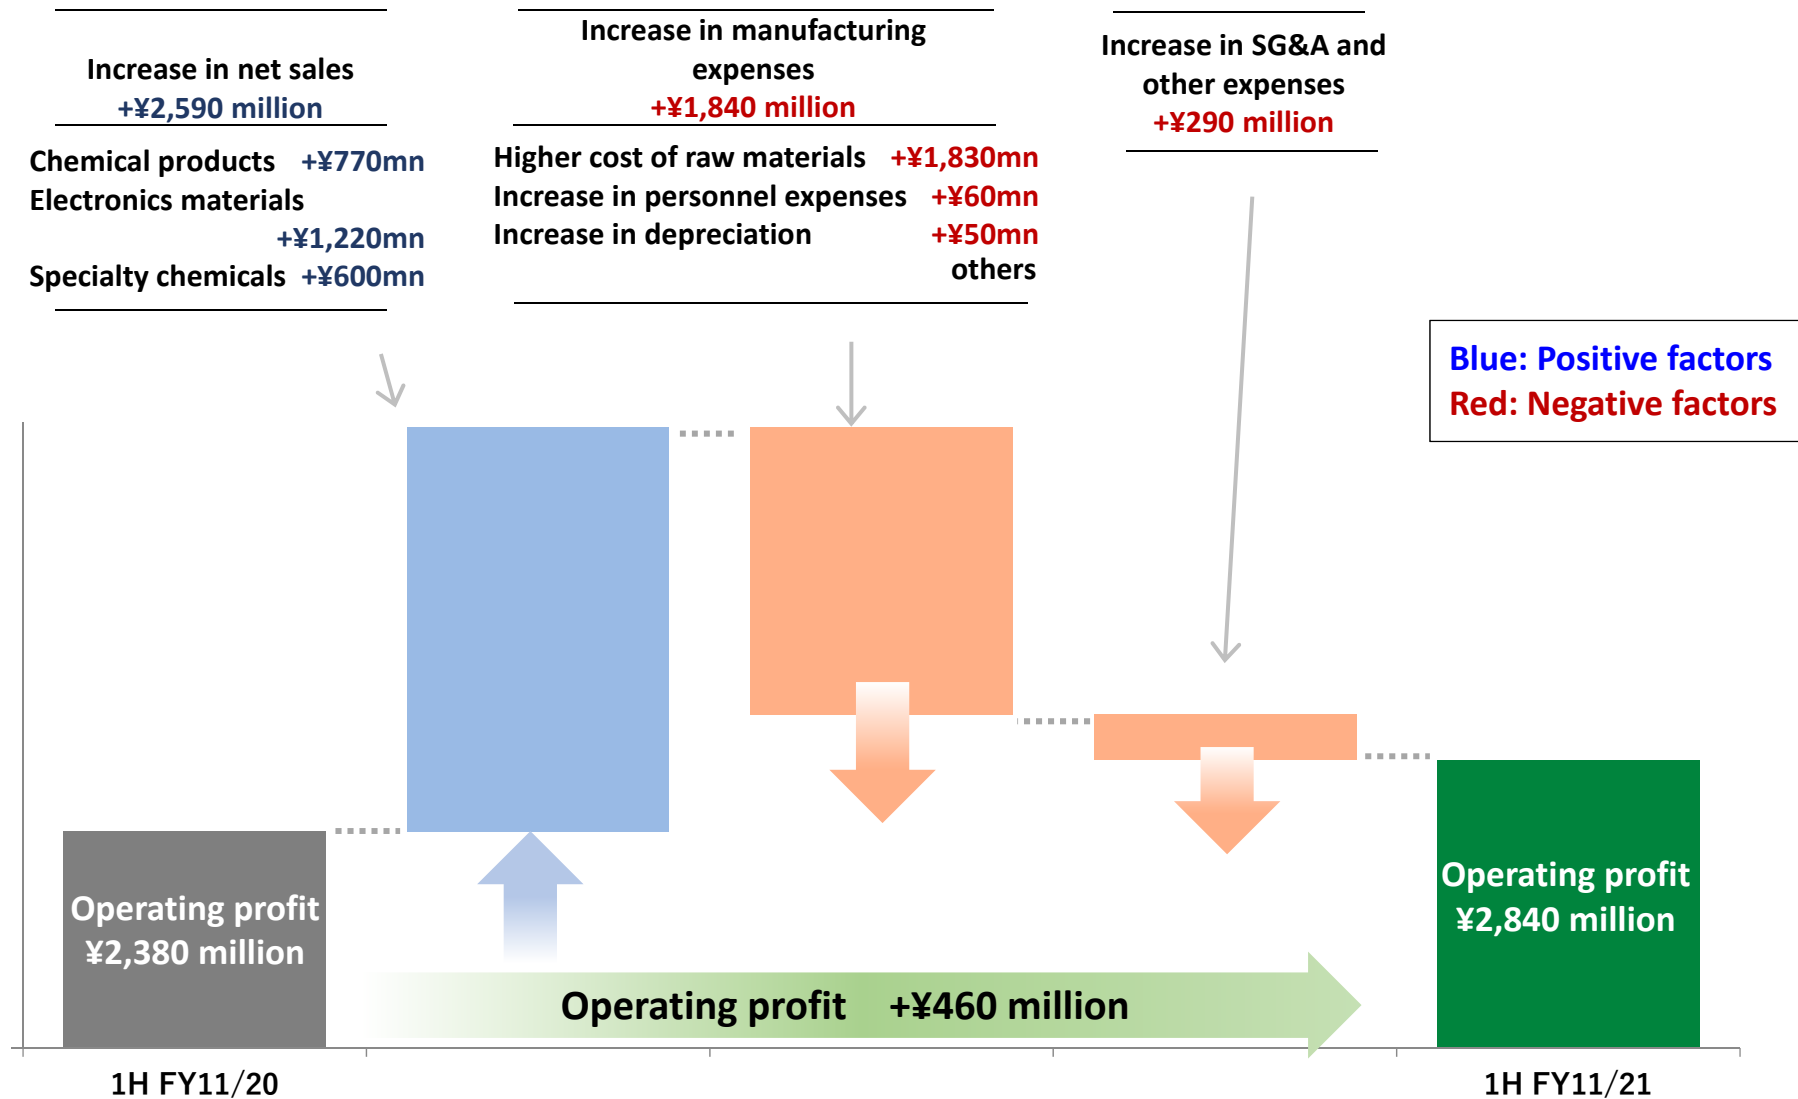 Increase in net sales
+¥2,590 million
Chemical products +¥770mn
Electronics materials
+¥1,220mn
Specialty chemicals +¥600mn
Increase in manufacturing
expenses
+¥1,840 million
Higher cost of raw materials +¥1,830mn
Increase in personnel expenses +¥60mn
Increase in depreciation +¥50mn
others
Increase in SG&A and
other expenses
+¥290 million
Blue: Positive factors
Red: Negative factors
Operating profit
¥2,380 million
Operating profit +¥460 million
Operating profit
¥2,840 million
1H FY11/20
1H FY11/21